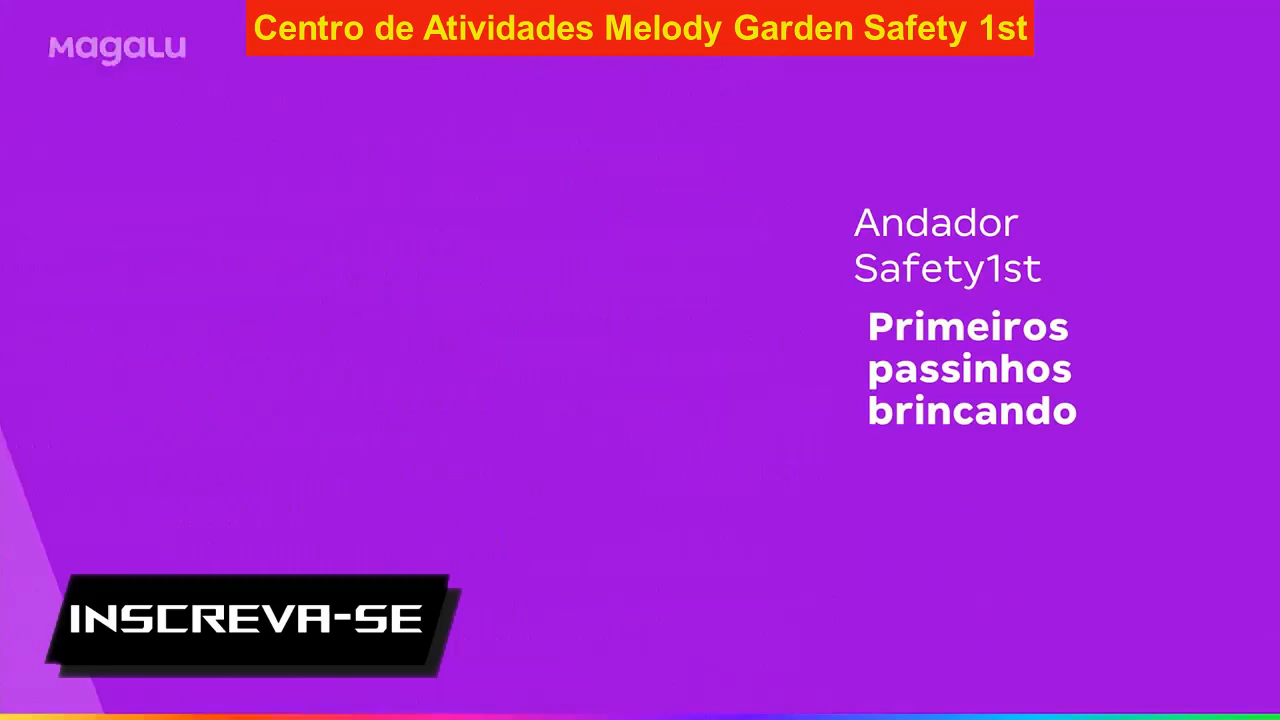 Centro de Atividades Melody Garden Safety 1st
Magalu
Andador
Safety1st
Primeiros
passinhos
brincando
INSCREVA-SE